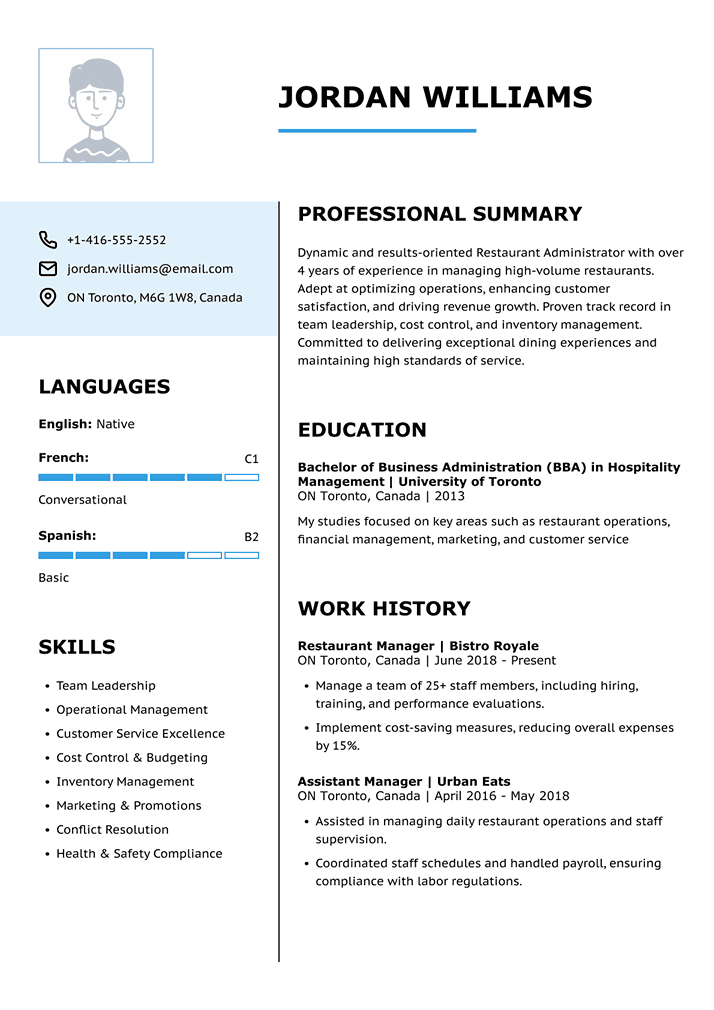 JORDAN WILLIAMS
+1-416-555-2552
jordan.williams@email.com
ON Toronto, M6G 1W8, Canada
LANGUAGES
English: Native
French: C1
Conversational
Spanish: B2
Basic
SKILLS
• Team Leadership
• Operational Management
• Customer Service Excellence
• Cost Control & Budgeting
• Inventory Management
• Marketing & Promotions
• Conflict Resolution
• Health & Safety Compliance
PROFESSIONAL SUMMARY
Dynamic and results-oriented Restaurant Administrator with over
4 years of experience in managing high-volume restaurants.
Adept at optimizing operations, enhancing customer
satisfaction, and driving revenue growth. Proven track record in
team leadership, cost control, and inventory management.
Committed to delivering exceptional dining experiences and
maintaining high standards of service.
EDUCATION
Bachelor of Business Administration (BBA) in Hospitality
Management | University of Toronto
ON Toronto, Canada | 2013
My studies focused on key areas such as restaurant operations,
financial management, marketing, and customer service
WORK HISTORY
Restaurant Manager | Bistro Royale
ON Toronto, Canada | June 2018 - Present
• Manage a team of 25+ staff members, including hiring,
training, and performance evaluations.
• Implement cost-saving measures, reducing overall expenses
by 15%.
Assistant Manager | Urban Eats
ON Toronto, Canada | April 2016 - May 2018
• Assisted in managing daily restaurant operations and staff
supervision.
• Coordinated staff schedules and handled payroll, ensuring
compliance with labor regulations.